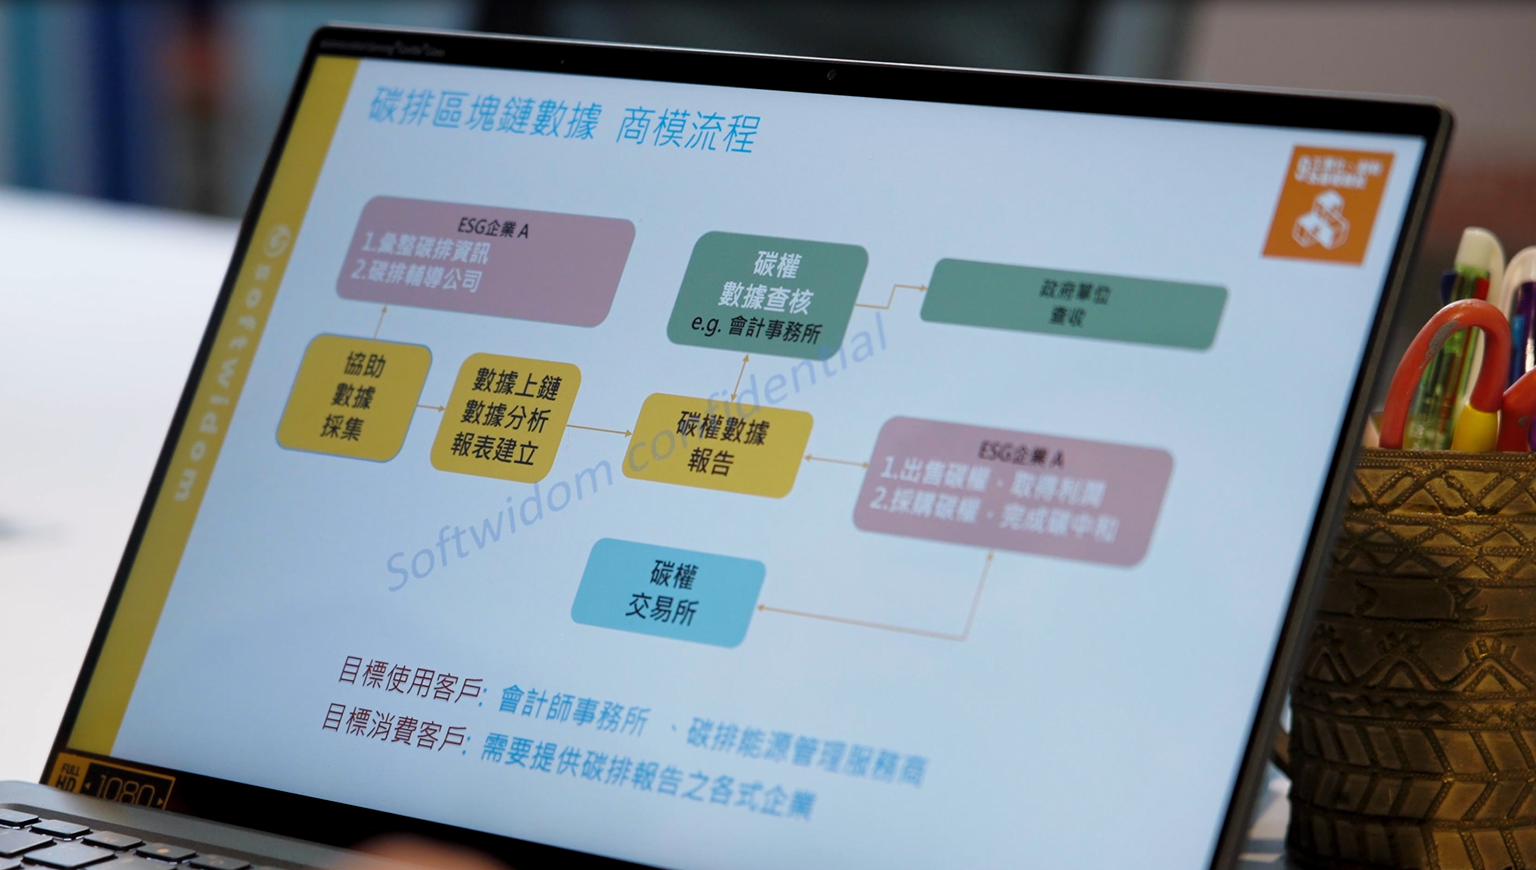 碳排區塊鏈數據 商模流程
ESG企業 A
1.彙整碳排資訊
2.碳排輔導公司
碳權
數據查核
e.g. 會計事務所
政府單位
查收
協助
數據
採集
數據上鏈
數據分析
報表建立
碳權數據
報告
ESG企業 A
1.出售碳權，取得利潤
2.採購碳權，完成碳中和
碳權
交易所
目標使用客戶: 會計師事務所 、碳排能源管理服務商
目標消費客戶: 需要提供碳排報告之各式企業
Softwidom confidential
Softwidom
FULL
HD
1080
9